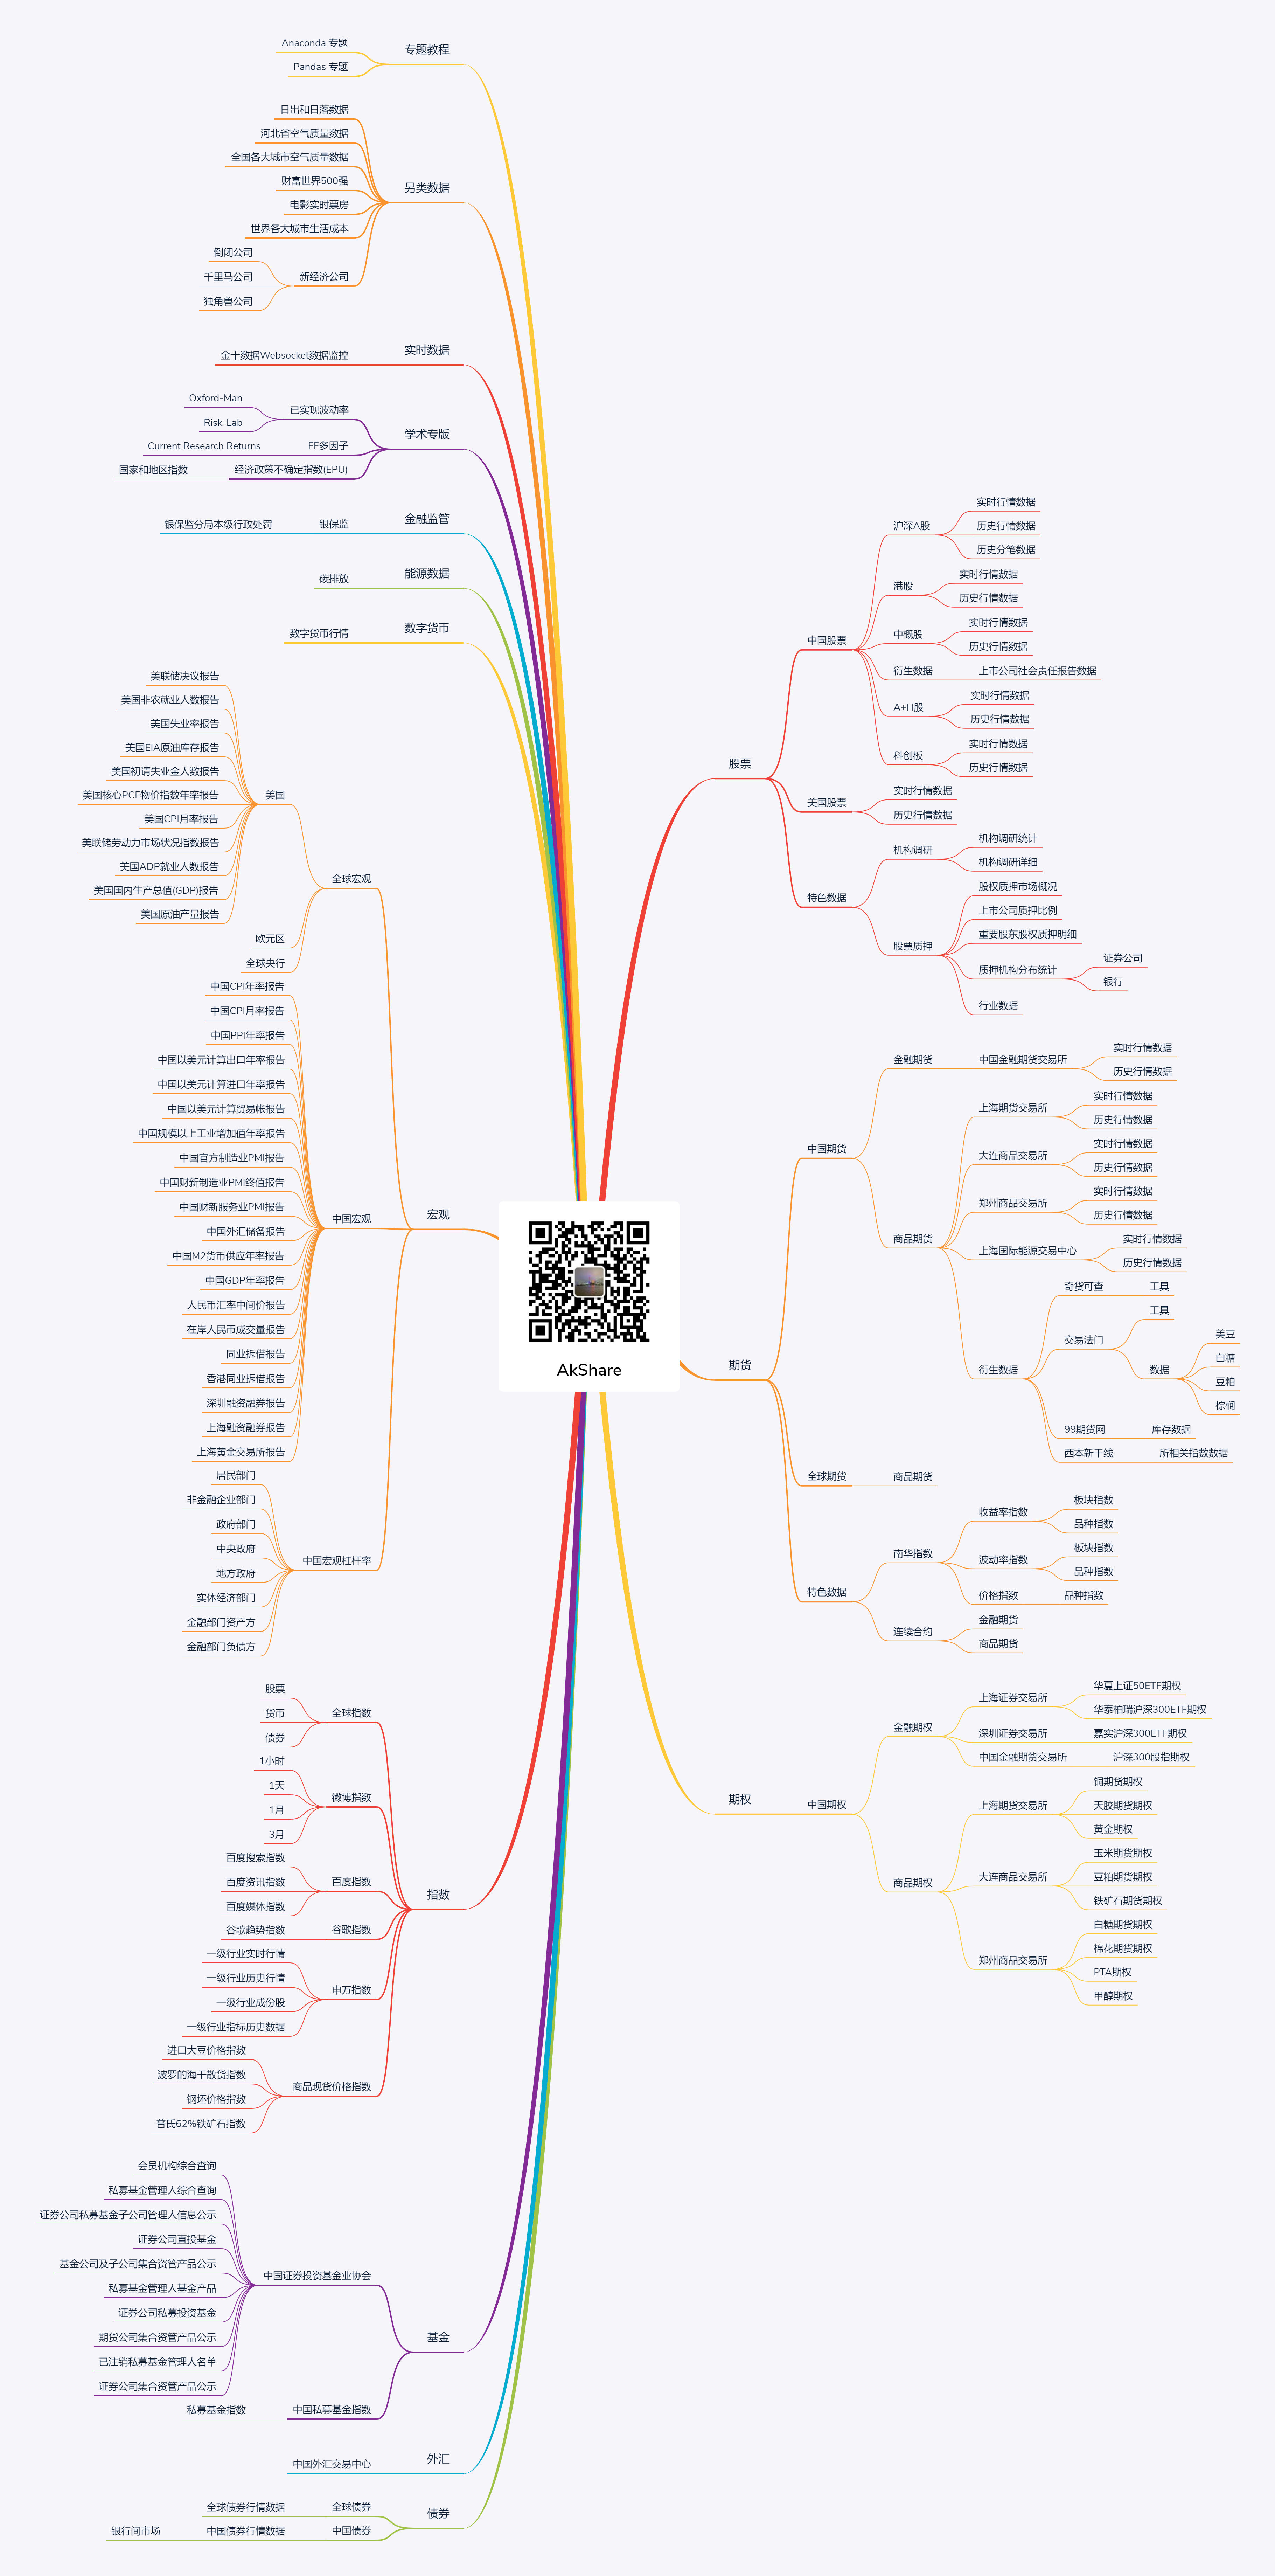 AkShare
专题教程
Anaconda 专题
Pandas 专题
另类数据
日出和日落数据
河北省空气质量数据
全国各大城市空气质量数据
财富世界500强
电影实时票房
世界各大城市生活成本
新经济公司
倒闭公司
千里马公司
独角兽公司
实时数据
金十数据Websocket数据监控
学术专版
已实现波动率
Oxford-Man
Risk-Lab
FF多因子
Current Research Returns
经济政策不确定指数(EPU)
国家和地区指数
金融监管
银保监
银保监分局本级行政处罚
能源数据
碳排放
数字货币
数字货币行情
宏观
全球宏观
美国
美联储决议报告
美国非农就业人数报告
美国失业率报告
美国EIA原油库存报告
美国初请失业金人数报告
美国核心PCE物价指数年率报告
美国CPI月率报告
美联储劳动力市场状况指数报告
美国ADP就业人数报告
美国国内生产总值(GDP)报告
美国原油产量报告
欧元区
全球央行
中国宏观
中国CPI年率报告
中国CPI月率报告
中国PPI年率报告
中国以美元计算出口年率报告
中国以美元计算进口年率报告
中国以美元计算贸易帐报告
中国规模以上工业增加值年率报告
中国官方制造业PMI报告
中国财新制造业PMI终值报告
中国财新服务业PMI报告
中国外汇储备报告
中国M2货币供应年率报告
中国GDP年率报告
人民币汇率中间价报告
在岸人民币成交量报告
同业拆借报告
香港同业拆借报告
深圳融资融券报告
上海融资融券报告
上海黄金交易所报告
中国宏观杠杆率
居民部门
非金融企业部门
政府部门
中央政府
地方政府
实体经济部门
金融部门资产方
金融部门负债方
指数
全球指数
股票
货币
债券
微博指数
1小时
1天
1月
3月
百度指数
百度搜索指数
百度资讯指数
百度媒体指数
谷歌指数
谷歌趋势指数
申万指数
一级行业实时行情
一级行业历史行情
一级行业成份股
一级行业指标历史数据
商品现货价格指数
进口大豆价格指数
波罗的海干散货指数
钢坯价格指数
普氏62%铁矿石指数
基金
中国证券投资基金业协会
会员机构综合查询
私募基金管理人综合查询
证券公司私募基金子公司管理人信息公示
证券公司直投基金
基金公司及子公司集合资管产品公示
私募基金管理人基金产品
证券公司私募投资基金
期货公司集合资管产品公示
已注销私募基金管理人名单
证券公司集合资管产品公示
中国私募基金指数
私募基金指数
外汇
中国外汇交易中心
债券
全球债券
全球债券行情数据
中国债券
中国债券行情数据
银行间市场
股票
中国股票
沪深A股
实时行情数据
历史行情数据
历史分笔数据
港股
实时行情数据
历史行情数据
中概股
实时行情数据
历史行情数据
衍生数据
上市公司社会责任报告数据
A+H股
实时行情数据
历史行情数据
科创板
实时行情数据
历史行情数据
美国股票
实时行情数据
历史行情数据
特色数据
机构调研
机构调研统计
机构调研详细
股票质押
股权质押市场概况
上市公司质押比例
重要股东股权质押明细
质押机构分布统计
证券公司
银行
行业数据
期货
中国期货
金融期货
中国金融期货交易所
实时行情数据
历史行情数据
商品期货
上海期货交易所
实时行情数据
历史行情数据
大连商品交易所
实时行情数据
历史行情数据
郑州商品交易所
实时行情数据
历史行情数据
上海国际能源交易中心
实时行情数据
历史行情数据
衍生数据
奇货可查
工具
交易法门
工具
数据
美豆
白糖
豆粕
棕榈
99期货网
库存数据
西本新干线
所相关指数数据
全球期货
商品期货
特色数据
南华指数
收益率指数
板块指数
品种指数
波动率指数
板块指数
品种指数
价格指数
品种指数
连续合约
金融期货
商品期货
期权
中国期权
金融期权
上海证券交易所
华夏上证50ETF期权
华泰柏瑞沪深300ETF期权
深圳证券交易所
嘉实沪深300ETF期权
中国金融期货交易所
沪深300股指期权
商品期权
上海期货交易所
铜期货期权
天胶期货期权
黄金期权
大连商品交易所
玉米期货期权
豆粕期货期权
铁矿石期货期权
郑州商品交易所
白糖期货期权
棉花期货期权
PTA期权
甲醇期权